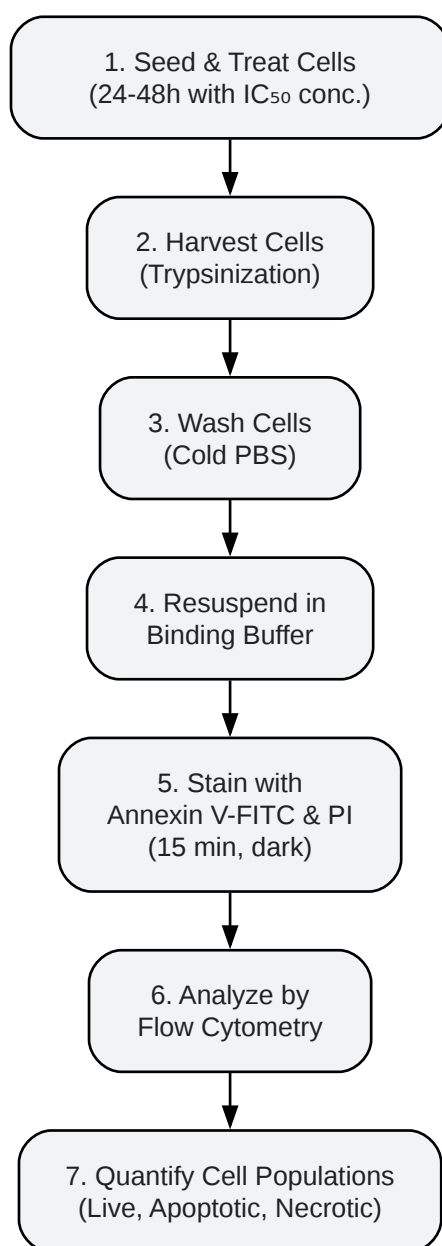 1. Seed & Treat Cells
(24-48h with IC₅₀ conc.)
2. Harvest Cells
(Trypsinization)
3. Wash Cells
(Cold PBS)
4. Resuspend in
Binding Buffer
5. Stain with
Annexin V-FITC & PI
(15 min, dark)
6. Analyze by
Flow Cytometry
7. Quantify Cell Populations
(Live, Apoptotic, Necrotic)